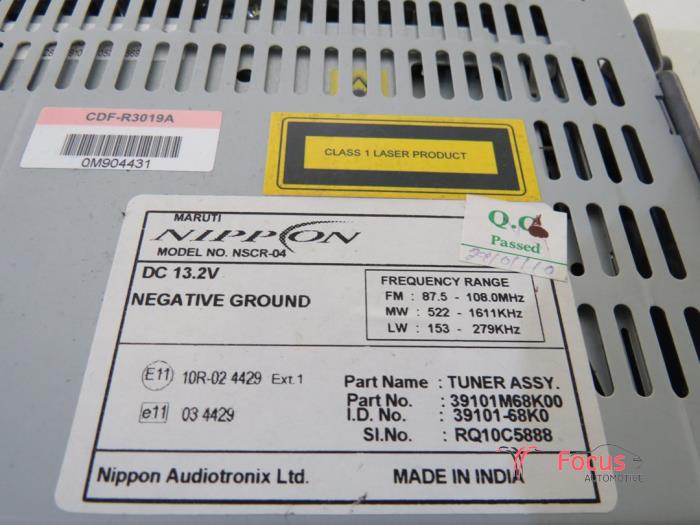 CDF-R3019A
0M904431
CLASS 1 LASER PRODUCT
Q.C
Passed
MARUTI
NIPPON
MODEL NO. NSCR-04
DC 13.2V
NEGATIVE GROUND
FREQUENCY RANGE
FM : 87.5 - 108.0MHz
MW : 522 - 1611KHz
LW : 153 - 279KHz
E11 10R-02 4429 Ext.1
e11 03 4429
Part Name : TUNER ASSY.
Part No. : 39101M68K00
I.D. No. : 39101-68K0
Sl.No. : RQ10C5888
Nippon Audiotronix Ltd. MADE IN INDIA
Focus
AUTOMOTIVE